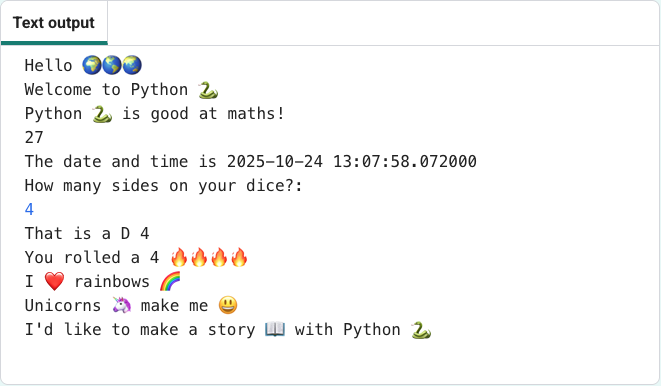 Text output
Hello 🌍🌎🌏
Welcome to Python 🐍
Python 🐍 is good at maths!
27
The date and time is 2025-10-24 13:07:58.072000
How many sides on your dice?:
4
That is a D 4
You rolled a 4 🔥🔥🔥🔥
I ❤️ rainbows 🌈
Unicorns 🦄 make me 😃
I'd like to make a story 📖 with Python 🐍